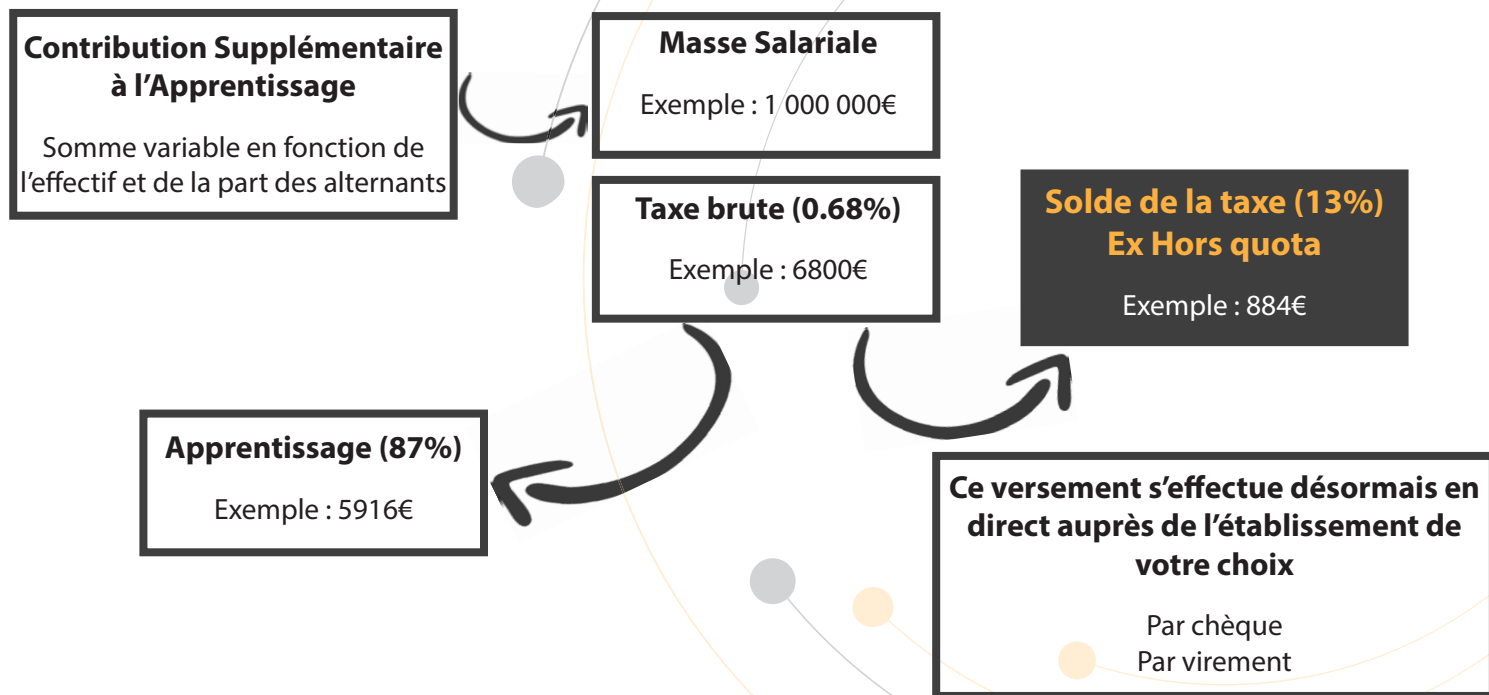 Contribution Supplémentaire
à l'Apprentissage
Somme variable en fonction de
l'effectif et de la part des alternants
Masse Salariale
Exemple : 1 000 000€
Taxe brute (0.68%)
Exemple : 6800€
Solde de la taxe (13%)
Ex Hors quota
Exemple : 884€
Apprentissage (87%)
Exemple : 5916€
Ce versement s'effectue désormais en
direct auprès de l'établissement de
votre choix
Par chèque
Par virement